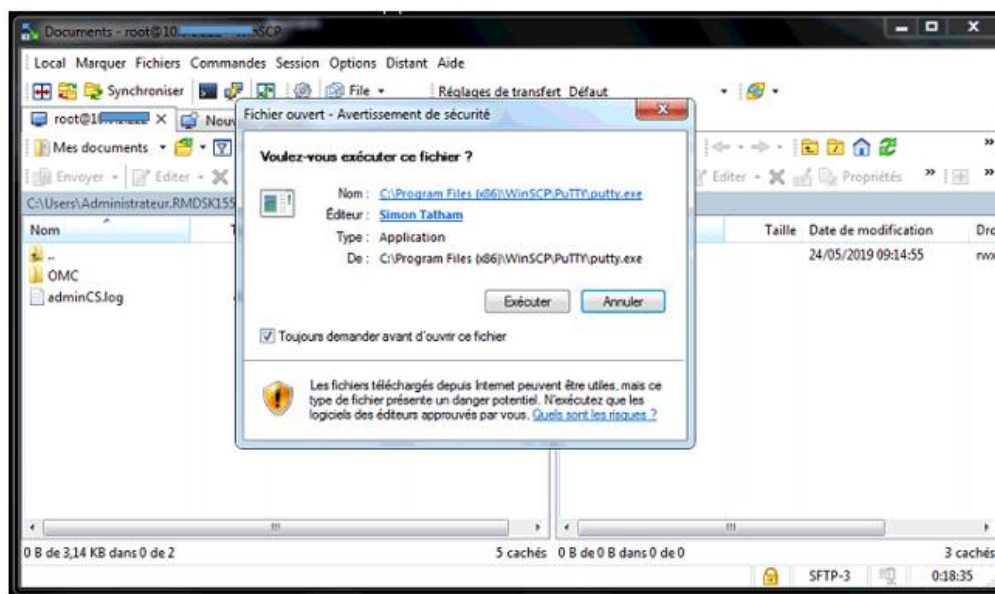 Documents - root@10. WinSCP
Local Marquer Fichiers Commandes Session Options Distant Aide
Synchroniser File Réglages de transfert Défaut
root@1
Mes documents
Envoyer Editer Editer Propriétés
C:\Users\Administrateur.RMDSK155
Nom Taille Date de modification Dro
.. 24/05/2019 09:14:55 rwx
OMC
adminCS.log
Fichier ouvert - Avertissement de sécurité
Voulez-vous exécuter ce fichier ?
Nom : C:\Program Files (x86)\WinSCP\PuTTY\putty.exe
Éditeur : Simon Tatham
Type : Application
De : C:\Program Files (x86)\WinSCP\PuTTY\putty.exe
Exécuter Annuler
Toujours demander avant d'ouvrir ce fichier
Les fichiers téléchargés depuis Internet peuvent être utiles, mais ce
type de fichier présente un danger potentiel. N'exécutez que les
logiciels des éditeurs approuvés par vous. Quels sont les risques ?
0 B de 3,14 KB dans 0 de 2 5 cachés 0 B de 0 B dans 0 de 0 3 cachés
SFTP-3 0:18:35